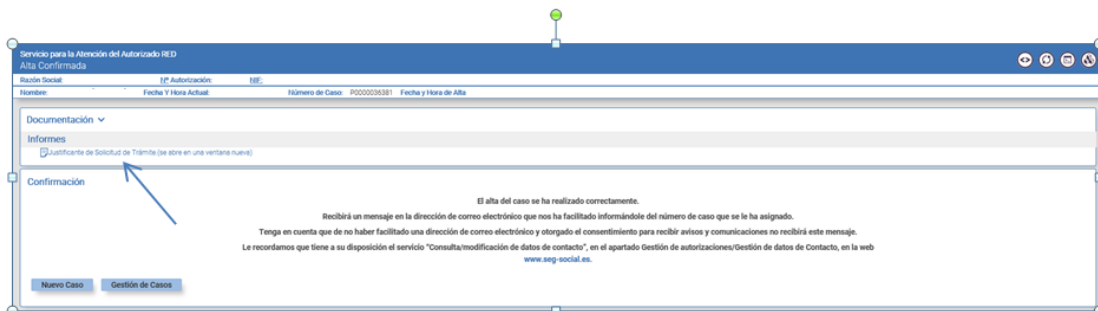 Servicio para la Atención del Autorizado RED
Alta Confirmada
Razón Social: Nº Autorización: NIF:
Nombre: Fecha Y Hora Actual: Número de Caso: P0000036381 Fecha y Hora de Alta
Documentación
Informes
Justificante de Solicitud de Trámite (se abre en una ventana nueva)
Confirmación
El alta del caso se ha realizado correctamente.
Recibirá un mensaje en la dirección de correo electrónico que nos ha facilitado informándole del número de caso que se le ha asignado.
Tenga en cuenta que de no haber facilitado una dirección de correo electrónico y otorgado el consentimiento para recibir avisos y comunicaciones no recibirá este mensaje.
Le recordamos que tiene a su disposición el servicio "Consulta/modificación de datos de contacto", en el apartado Gestión de autorizaciones/Gestión de datos de Contacto, en la web
www.seg-social.es.
Nuevo Caso Gestión de Casos